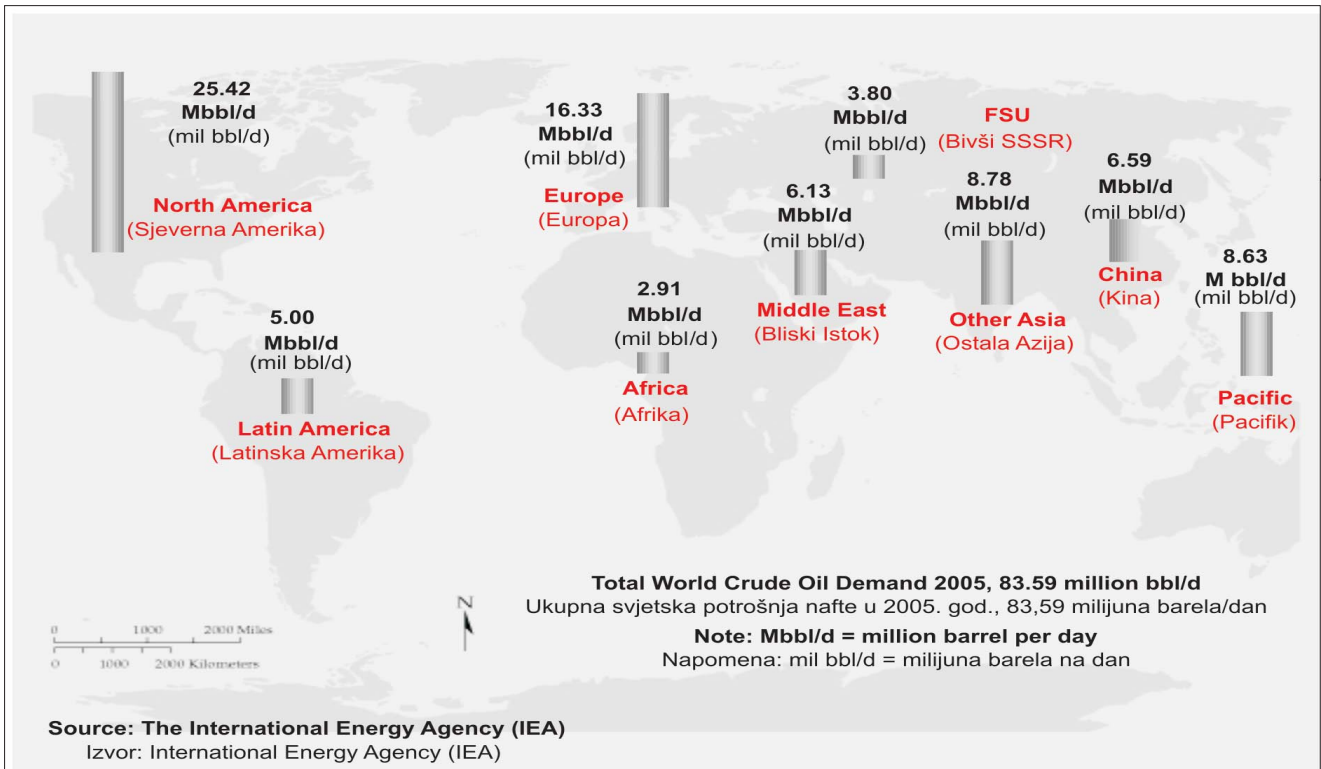 25.42
Mbbl/d
(mil bbl/d)
North America
(Sjeverna Amerika)
5.00
Mbbl/d
(mil bbl/d)
Latin America
(Latinska Amerika)
16.33
Mbbl/d
(mil bbl/d)
Europe
(Europa)
2.91
Mbbl/d
(mil bbl/d)
Africa
(Afrika)
3.80
Mbbl/d
(mil bbl/d)
FSU
(Bivši SSSR)
6.13
Mbbl/d
(mil bbl/d)
Middle East
(Bliski Istok)
8.78
Mbbl/d
(mil bbl/d)
Other Asia
(Ostala Azija)
6.59
Mbbl/d
(mil bbl/d)
China
(Kina)
8.63
M bbl/d
(mil bbl/d)
Pacific
(Pacifik)
Total World Crude Oil Demand 2005, 83.59 million bbl/d
Ukupna svjetska potrošnja nafte u 2005. god., 83,59 milijuna barela/dan
Note: Mbbl/d = million barrel per day
Napomena: mil bbl/d = milijuna barela na dan
N
0 1000 2000 Miles
0 1000 2000 Kilometers
Source: The International Energy Agency (IEA)
Izvor: International Energy Agency (IEA)